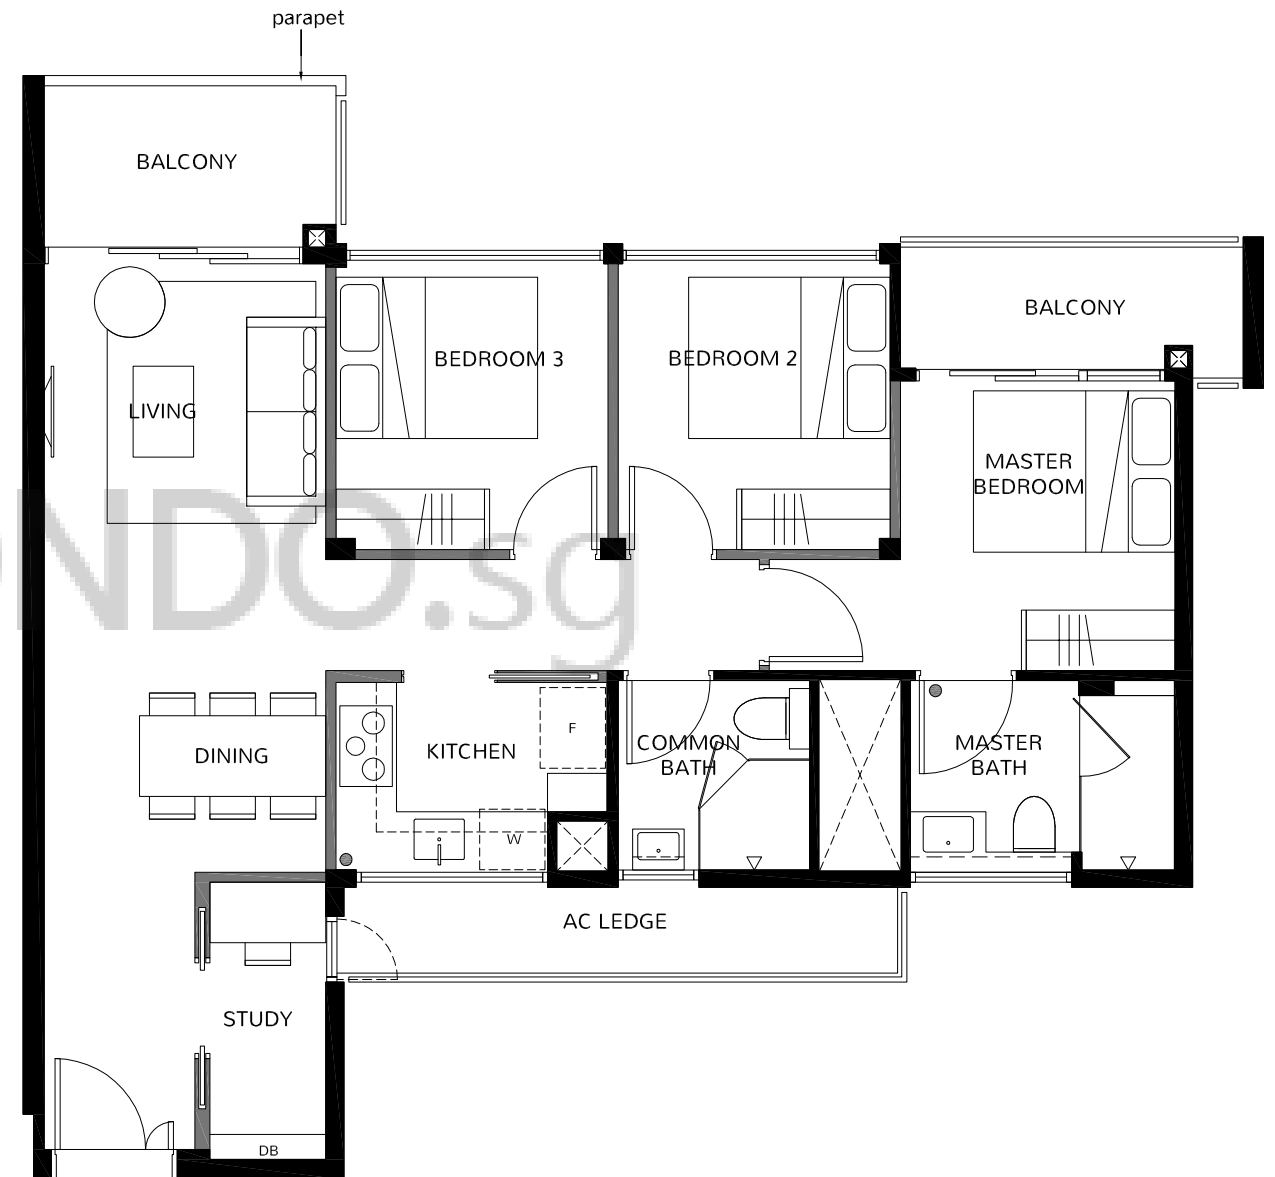 parapet
BALCONY
BALCONY
BEDROOM 3
BEDROOM 2
LIVING
MASTER
BEDROOM
NDO.sg
DINING
KITCHEN
F
COMMON
BATH
MASTER
BATH
W
AC LEDGE
STUDY
DB